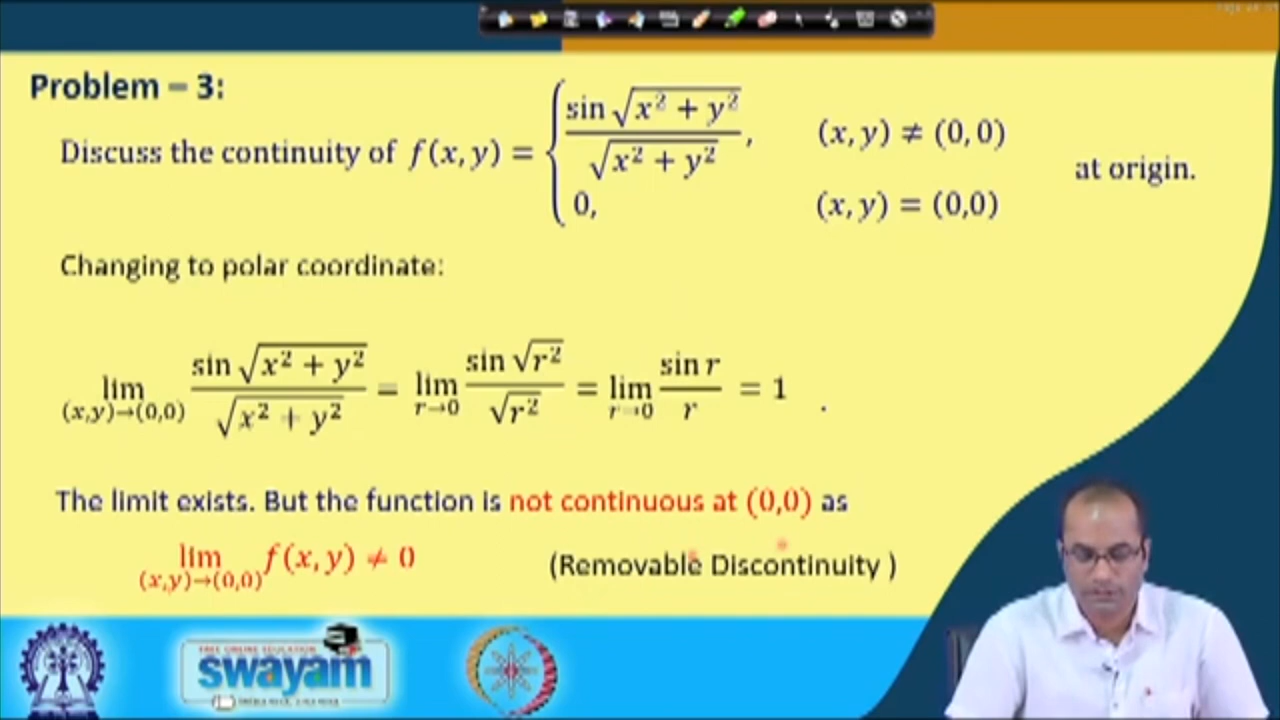 Problem – 3:
Discuss the continuity of f(x, y) = { sin √(x² + y²) / √(x² + y²), (x, y) ≠ (0, 0)
0, (x, y) = (0,0)
at origin.
Changing to polar coordinate:
lim (x,y)→(0,0) sin √(x² + y²) / √(x² + y²) = lim r→0 sin √r² / √r² = lim r→0 sin r / r = 1 .
The limit exists. But the function is not continuous at (0,0) as
lim (x,y)→(0,0) f(x, y) ≠ 0 (Removable Discontinuity )
FREE ONLINE EDUCATION
swayam